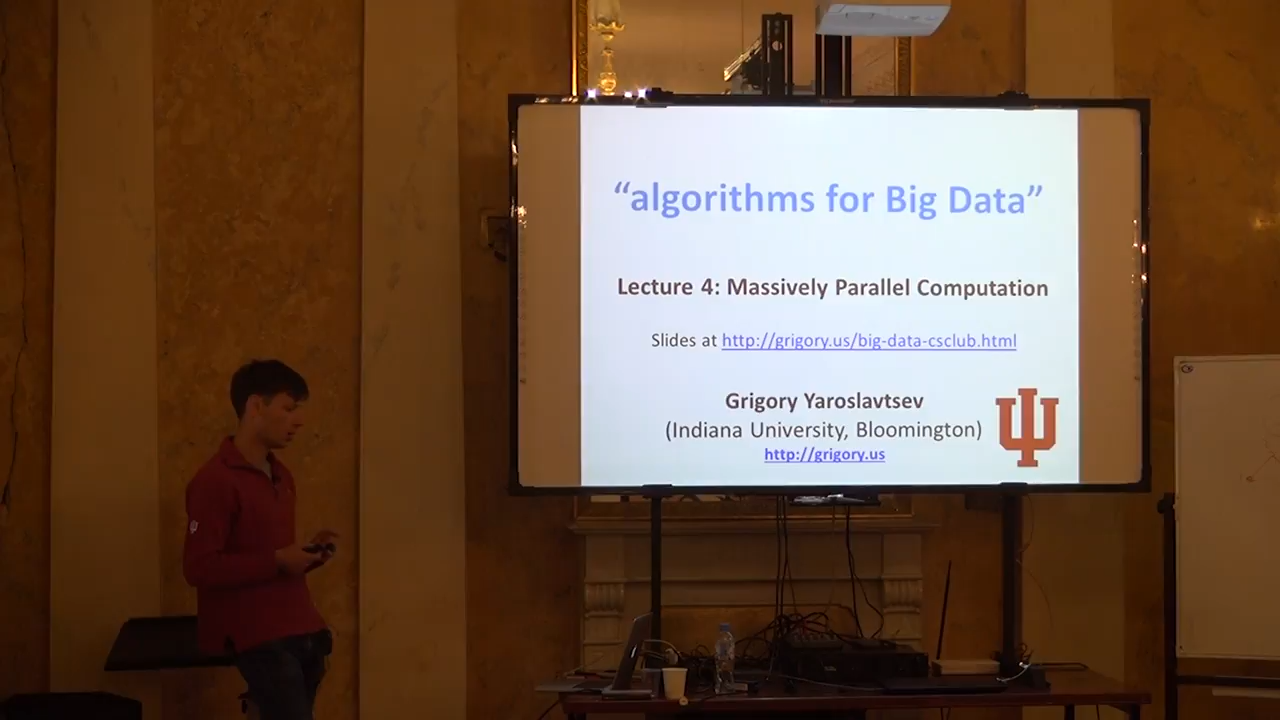 “algorithms for Big Data”
Lecture 4: Massively Parallel Computation
Slides at http://grigory.us/big-data-csclub.html
Grigory Yaroslavtsev
(Indiana University, Bloomington)
http://grigory.us